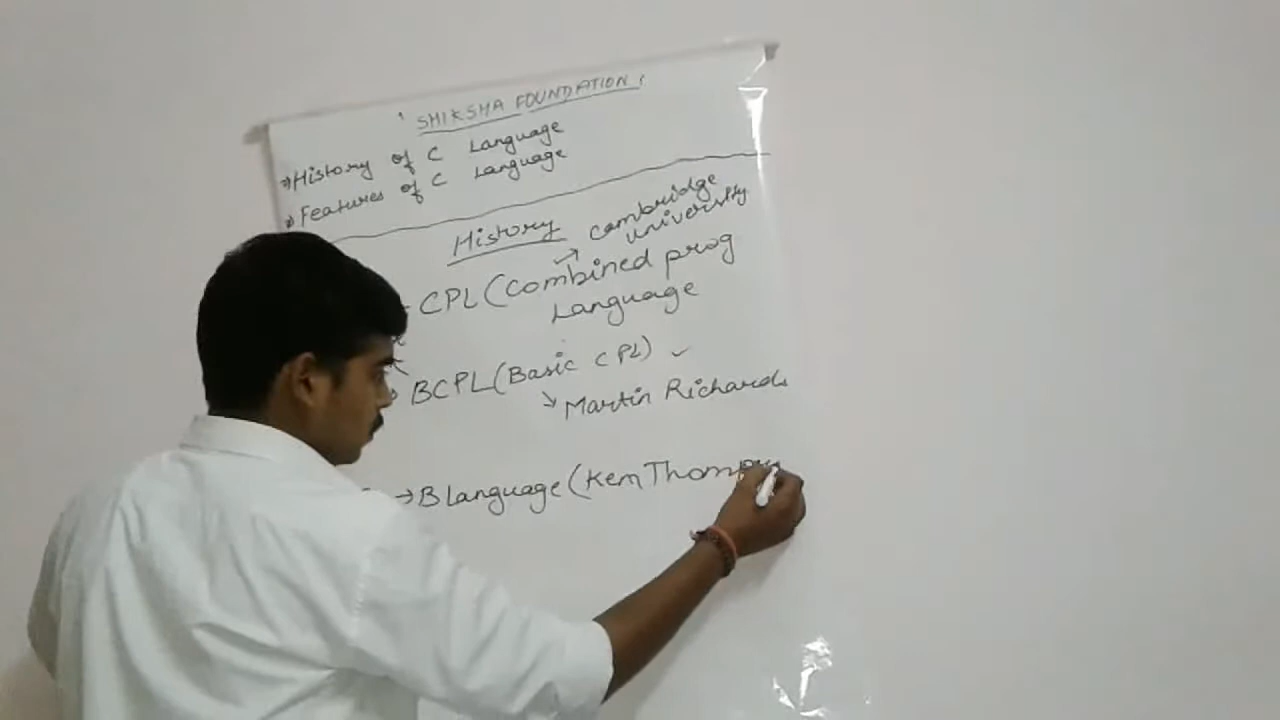 ' SHIKSHA FOUNDATION '
→ History of C Language
→ Features of C Language
History
→ Cambridge
university
CPL (Combined prog
Language
BCPL (Basic CPL) ✓
↘ Martin Richards
→ B Language (Kem Thomp